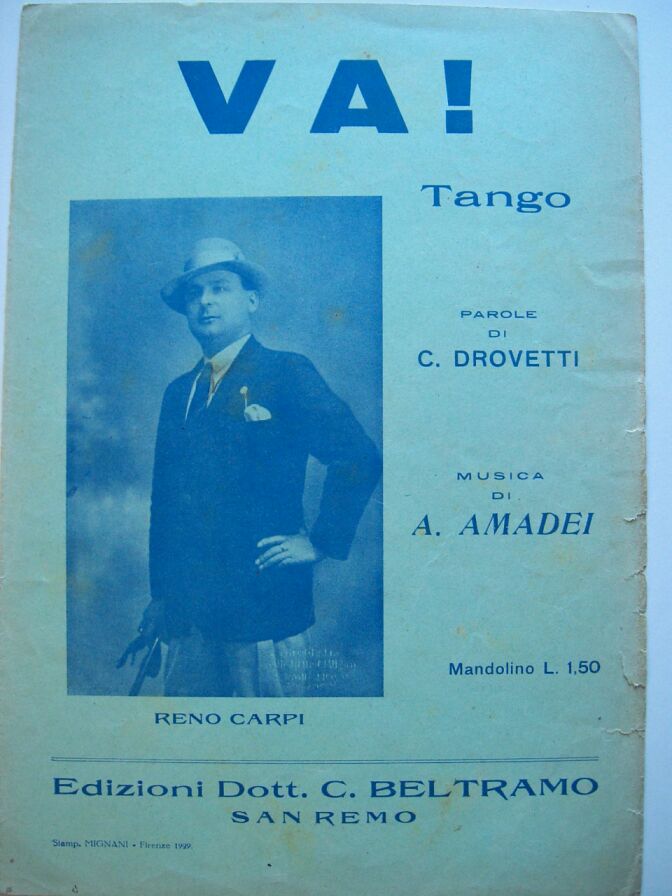 VA!
Tango
PAROLE
DI
C. DROVETTI
MUSICA
DI
A. AMADEI
Mandolino L. 1,50
RENO CARPI
Edizioni Dott. C. BELTRAMO
SAN REMO
Stamp. MIGNANI - Firenze 1929.